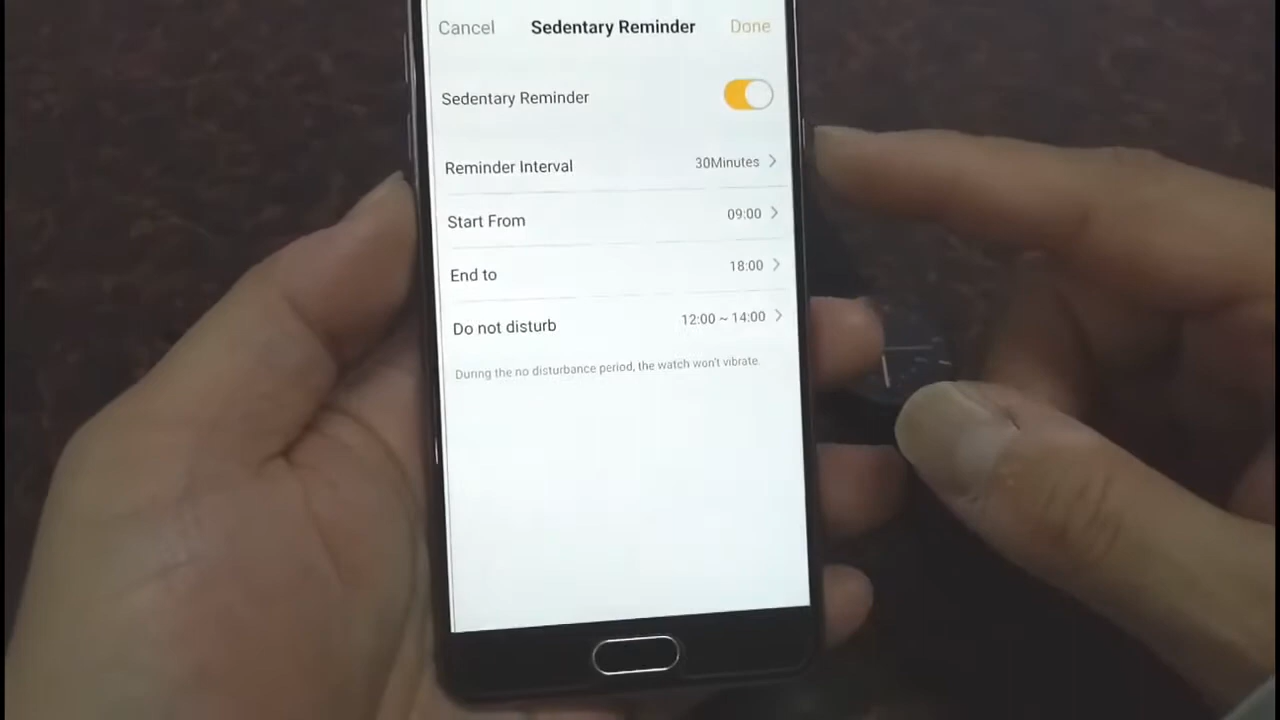 Cancel Sedentary Reminder Done
Sedentary Reminder
Reminder Interval 30Minutes
Start From 09:00
End to 18:00
Do not disturb 12:00 ~ 14:00
During the no disturbance period, the watch won't vibrate.